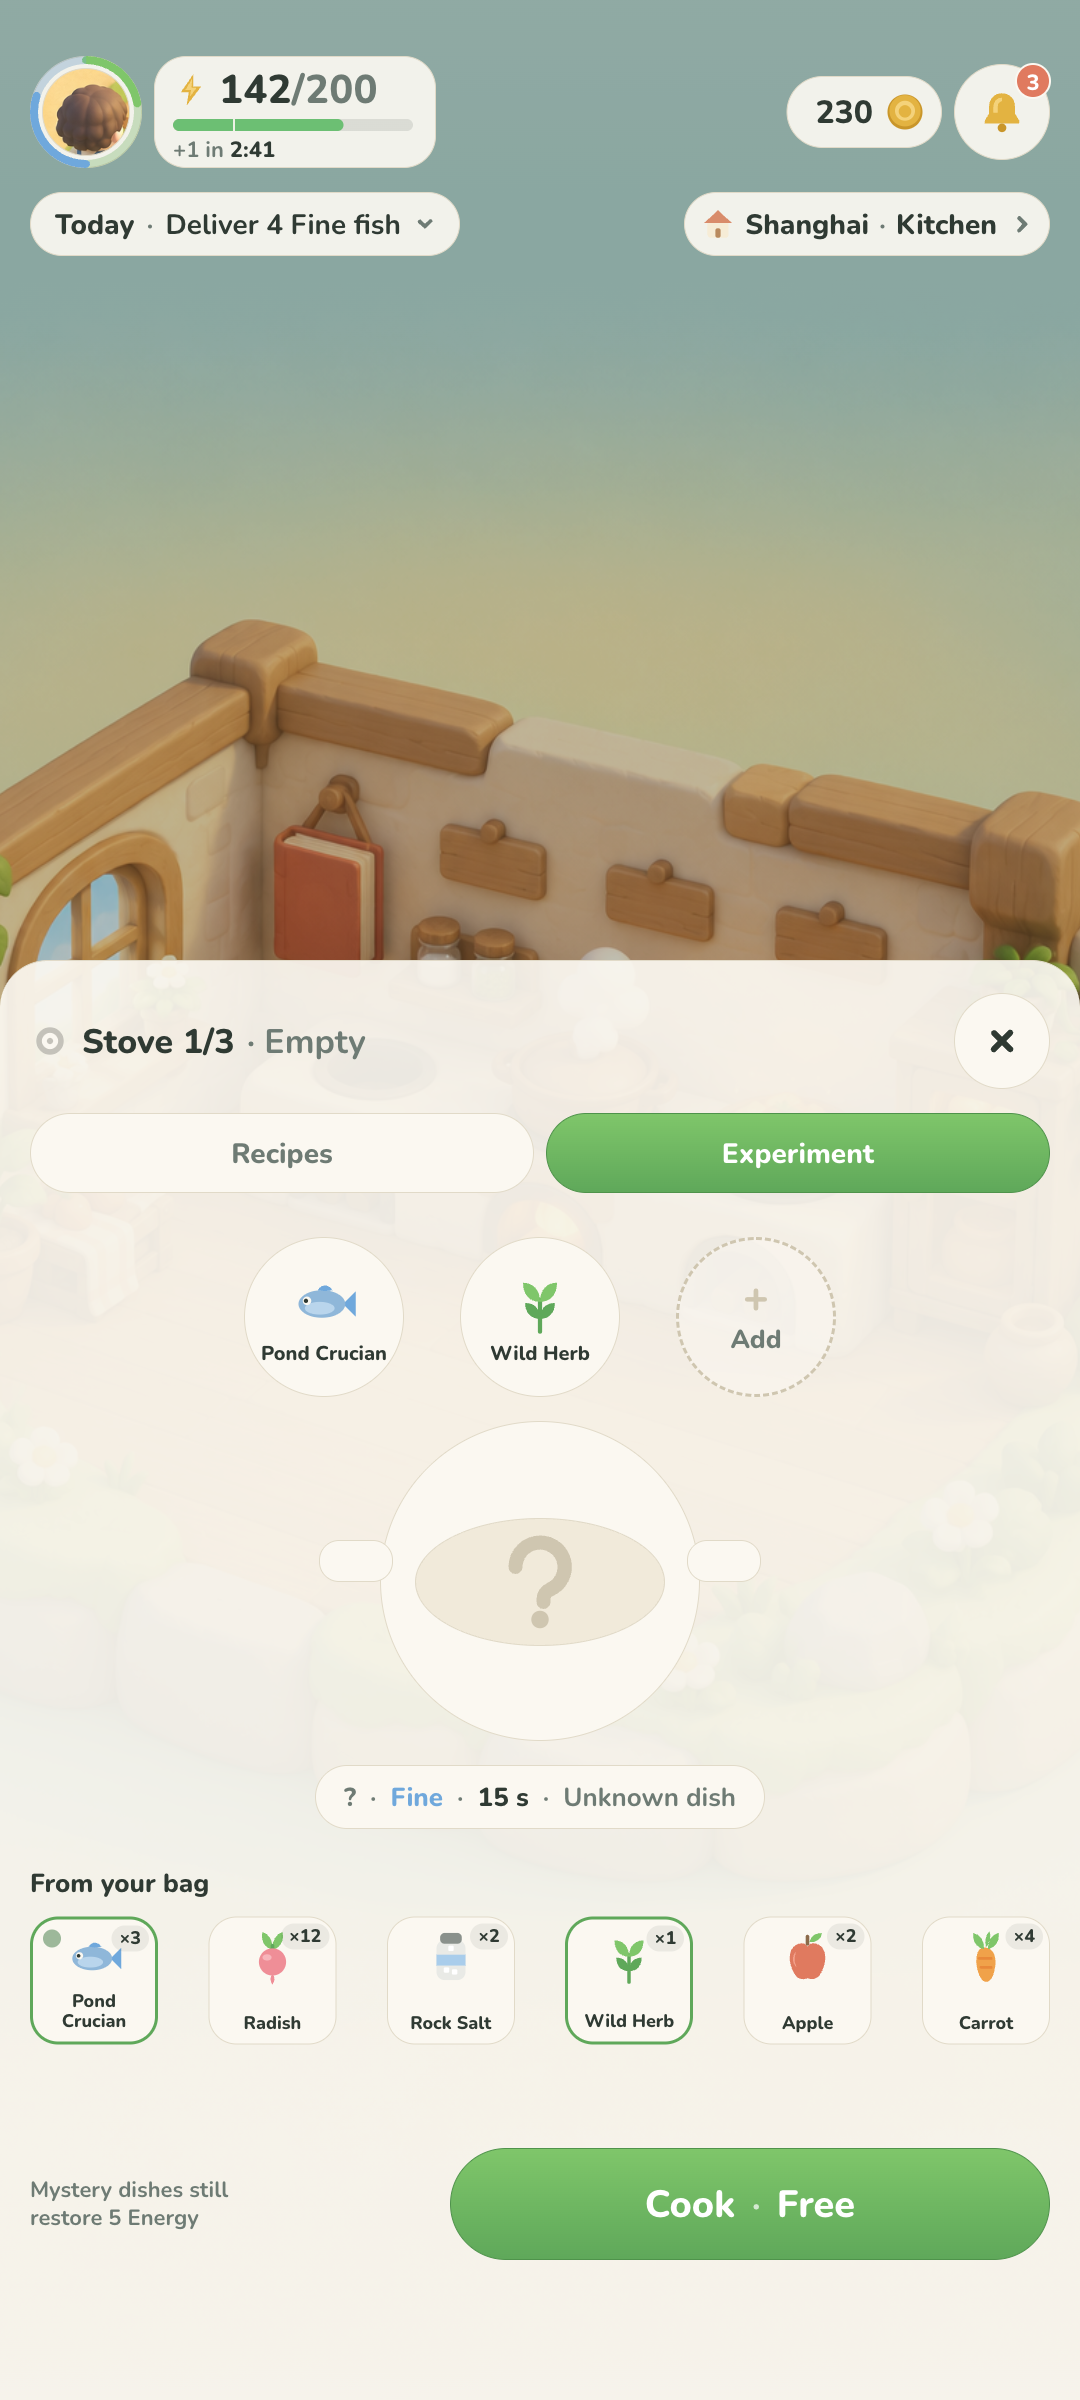 142/200
+1 in 2:41
230
3
Today · Deliver 4 Fine fish
Shanghai · Kitchen
Stove 1/3 · Empty
Recipes
Experiment
Pond Crucian
Wild Herb
+
Add
?
? · Fine · 15 s · Unknown dish
From your bag
×3
Pond
Crucian
×12
Radish
×2
Rock Salt
×1
Wild Herb
×2
Apple
×4
Carrot
Mystery dishes still
restore 5 Energy
Cook · Free